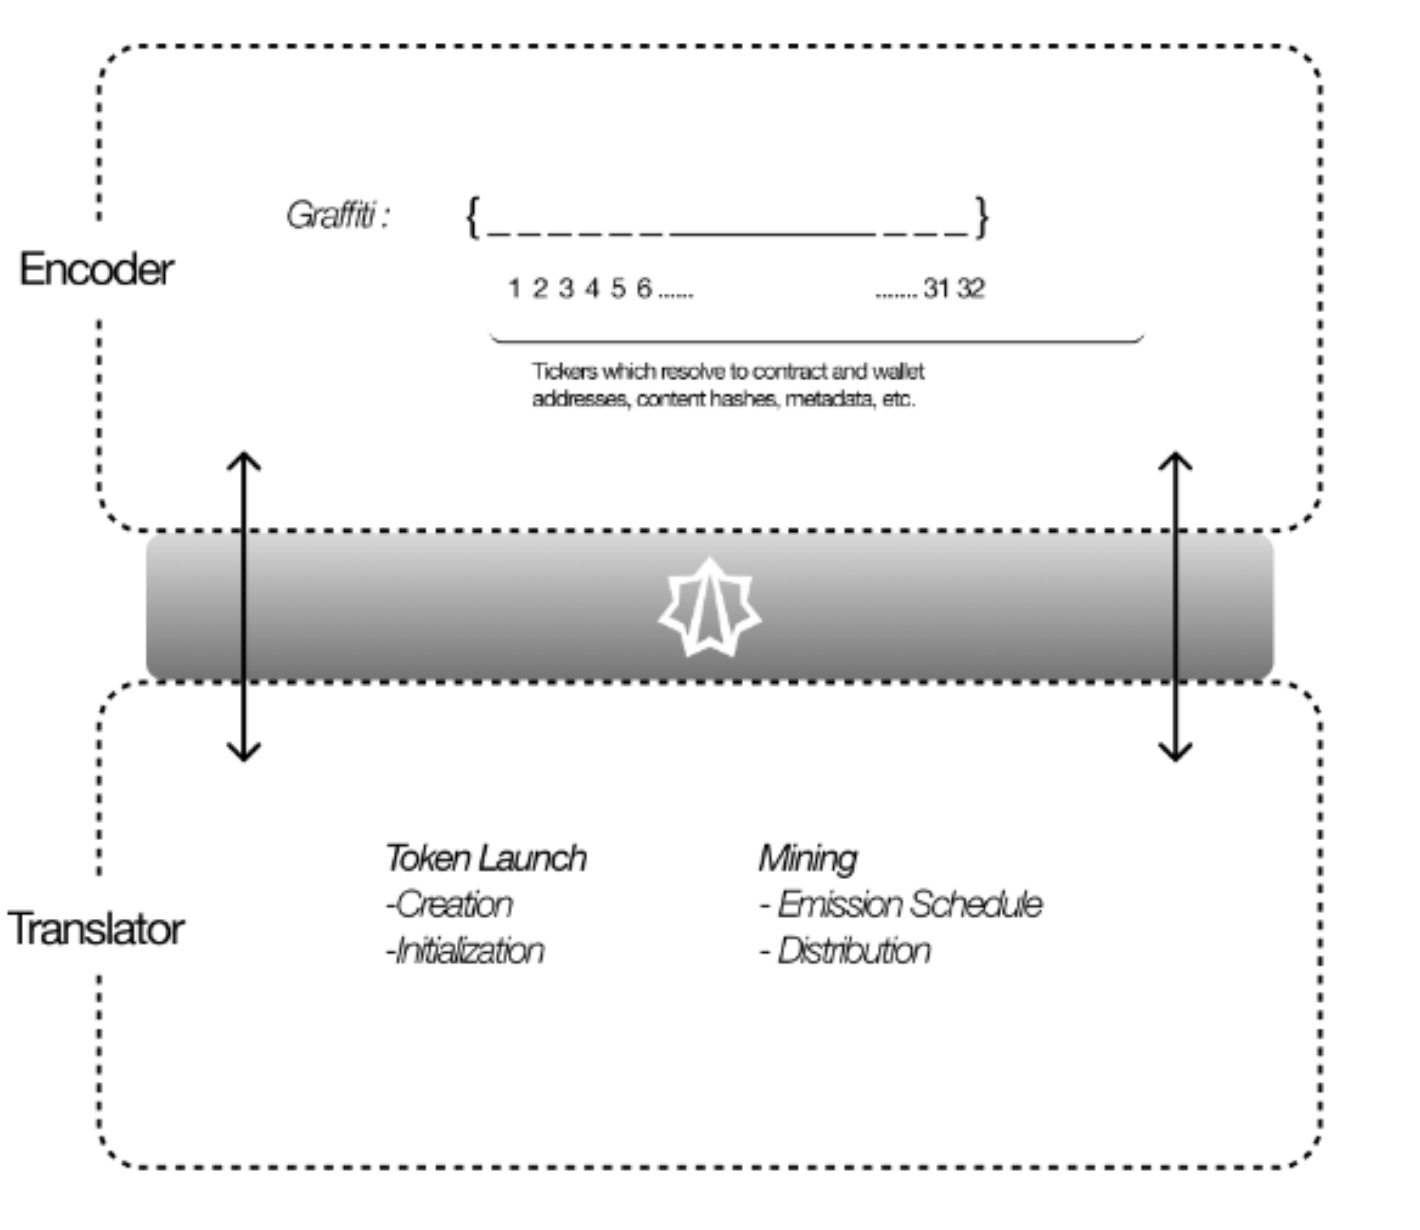 Graffiti : {_ _ _ _ _ _ _______ _ _ _}
1 2 3 4 5 6 ...... ....... 31 32
Encoder
Tickers which resolve to contract and wallet
addresses, content hashes, metadata, etc.
Token Launch
-Creation
-Initialization
Mining
- Emission Schedule
- Distribution
Translator